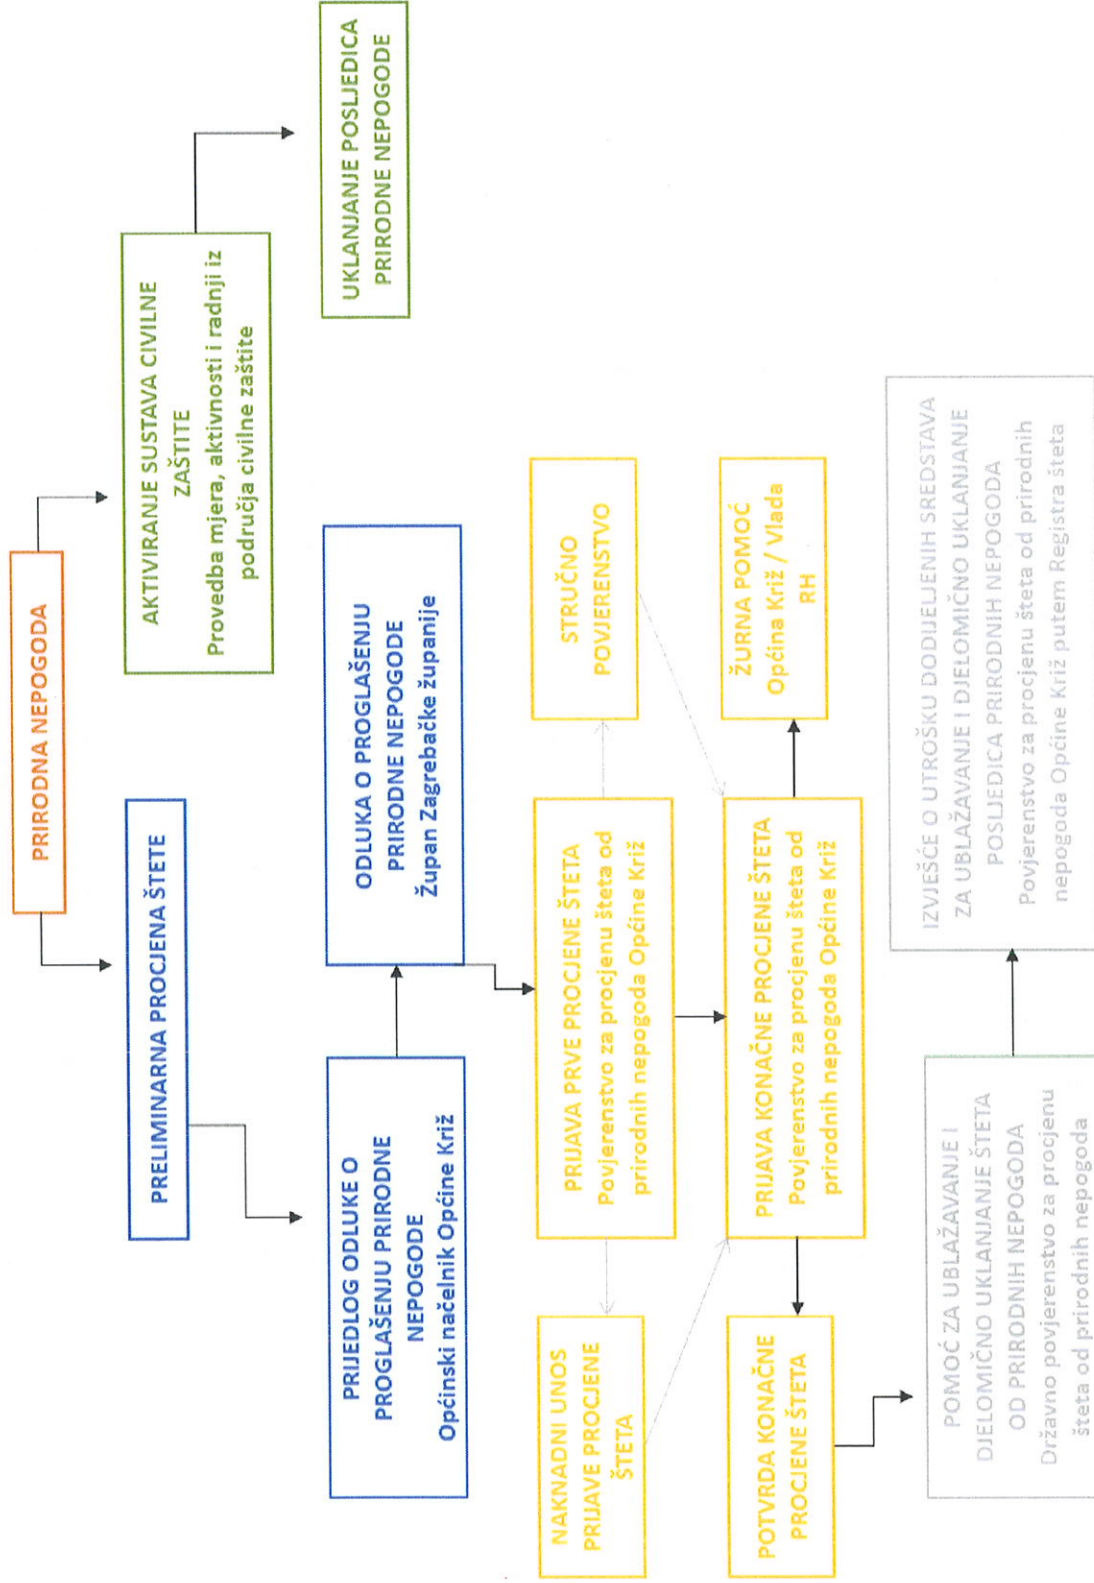 PRIRODNA NEPOGODA
PRELIMINARNA PROCJENA ŠTETE
AKTIVIRANJE SUSTAVA CIVILNE
ZAŠTITE
Provedba mjera, aktivnosti i radnji iz
područja civilne zaštite
PRIJEDLOG ODLUKE O
PROGLAŠENJU PRIRODNE
NEPOGODE
Općinski načelnik Općine Križ
ODLUKA O PROGLAŠENJU
PRIRODNE NEPOGODE
Župan Zagrebačke županije
UKLANJANJE POSLJEDICA
PRIRODNE NEPOGODE
NAKNADNI UNOS
PRIJAVE PROCJENE
ŠTETA
PRIJAVA PRVE PROCJENE ŠTETA
Povjerenstvo za procjenu šteta od
prirodnih nepogoda Općine Križ
STRUČNO
POVJERENSTVO
POTVRDA KONAČNE
PROCJENE ŠTETA
PRIJAVA KONAČNE PROCJENE ŠTETA
Povjerenstvo za procjenu šteta od
prirodnih nepogoda Općine Križ
ŽURNA POMOĆ
Općina Križ / Vlada
RH
POMOĆ ZA UBLAŽAVANJE I
DJELOMIČNO UKLANJANJE ŠTETA
OD PRIRODNIH NEPOGODA
Državno povjerenstvo za procjenu
šteta od prirodnih nepogoda
IZVJEŠĆE O UTROŠKU DODIJELJENIH SREDSTAVA
ZA UBLAŽAVANJE I DJELOMIČNO UKLANJANJE
POSLJEDICA PRIRODNIH NEPOGODA
Povjerenstvo za procjenu šteta od prirodnih
nepogoda Općine Križ putem Registra šteta